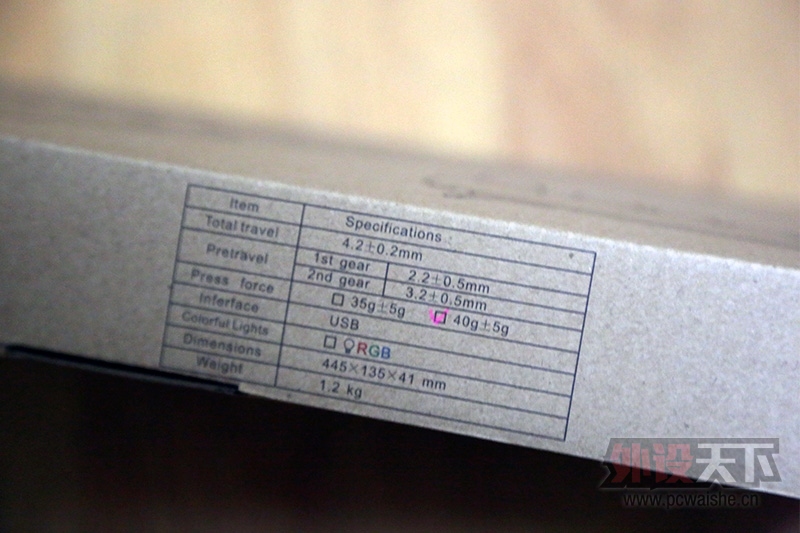 Item Specifications
Total travel 4.2±0.2mm
Pretravel 1st gear 2.2±0.5mm
2nd gear 3.2±0.5mm
Press force □ 35g±5g □ 40g±5g
Inferface USB
Colorful Lights □ RGB
Dimensions 445×135×41 mm
Weight 1.2 kg
外设天下
www.pcwaishe.cn